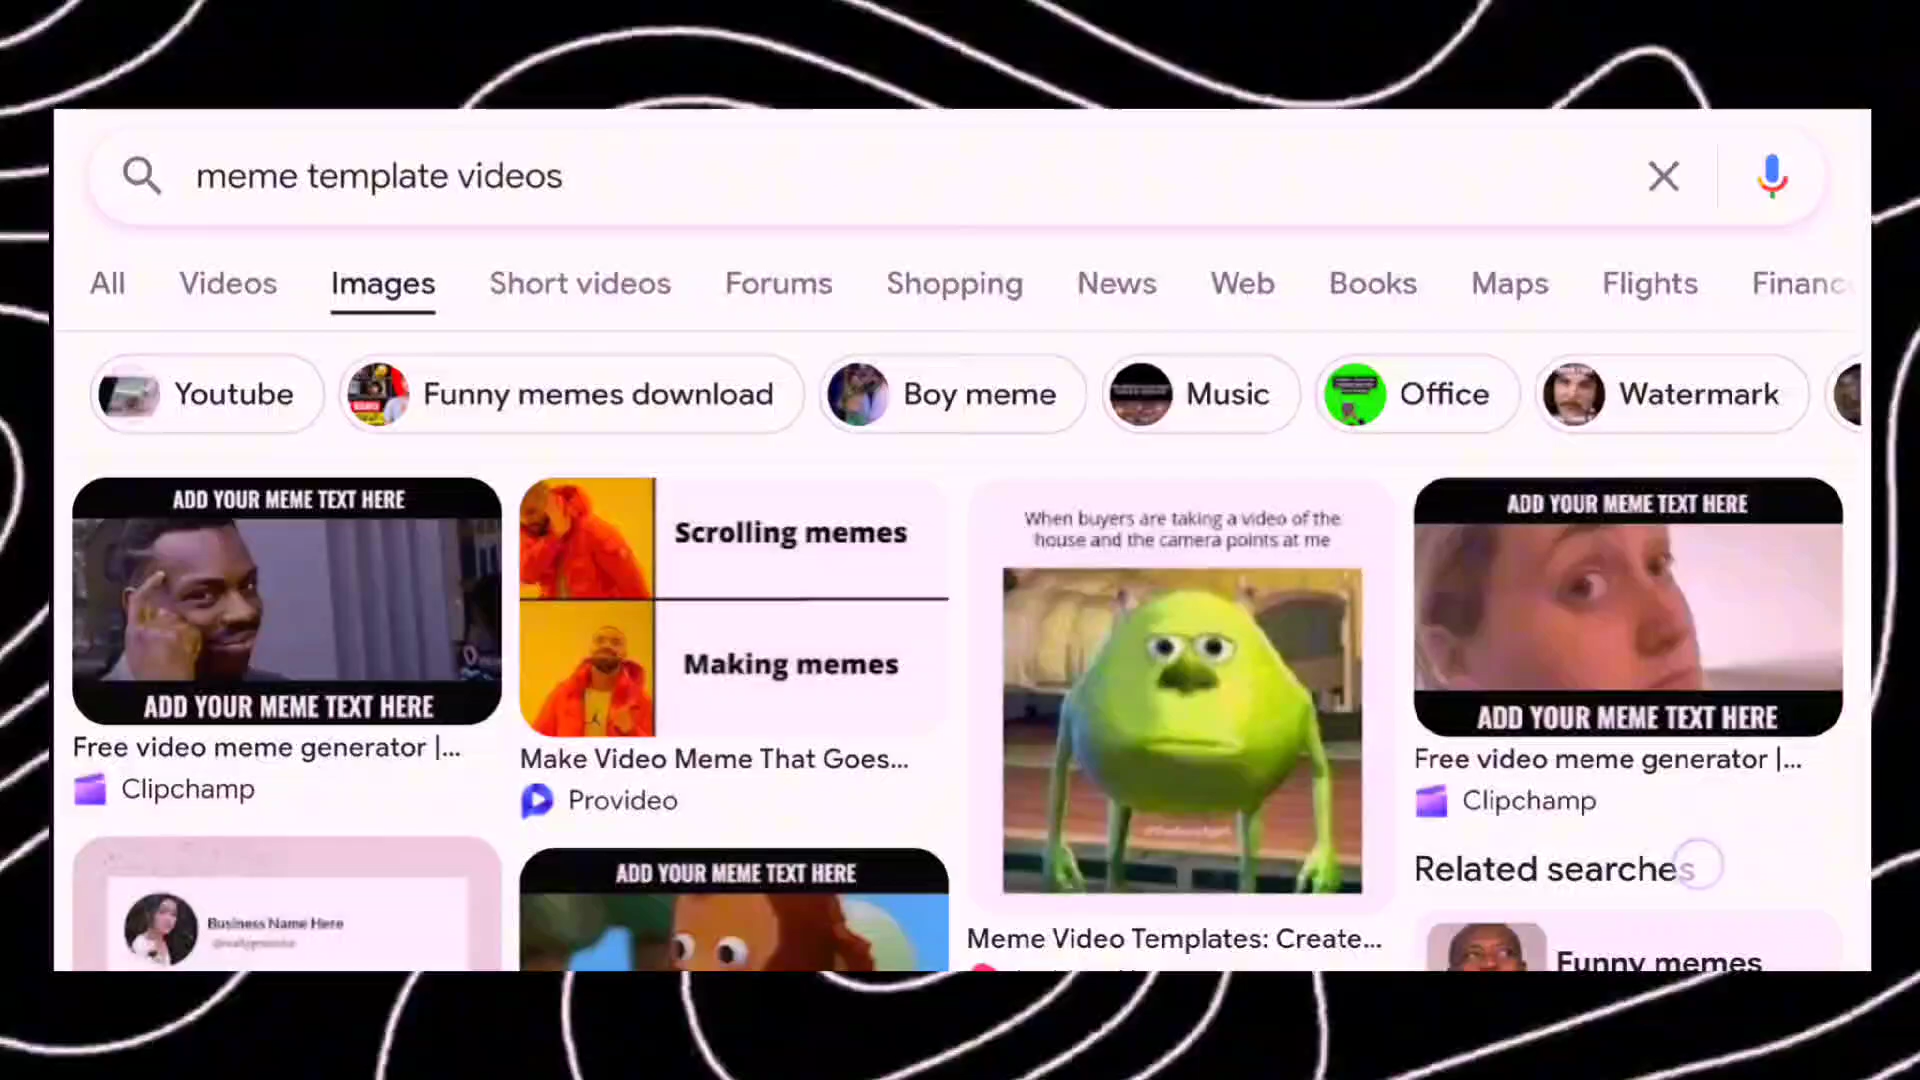 meme template videos
All Videos Images Short videos Forums Shopping News Web Books Maps Flights Financ
Youtube Funny memes download Boy meme Music Office Watermark
ADD YOUR MEME TEXT HERE
ADD YOUR MEME TEXT HERE
Free video meme generator |...
Clipchamp
Scrolling memes
Making memes
Make Video Meme That Goes...
Provideo
When buyers are taking a video of the
house and the camera points at me
Meme Video Templates: Create...
ADD YOUR MEME TEXT HERE
ADD YOUR MEME TEXT HERE
Free video meme generator |...
Clipchamp
Related searches
Funny memes
Business Name Here
ADD YOUR MEME TEXT HERE